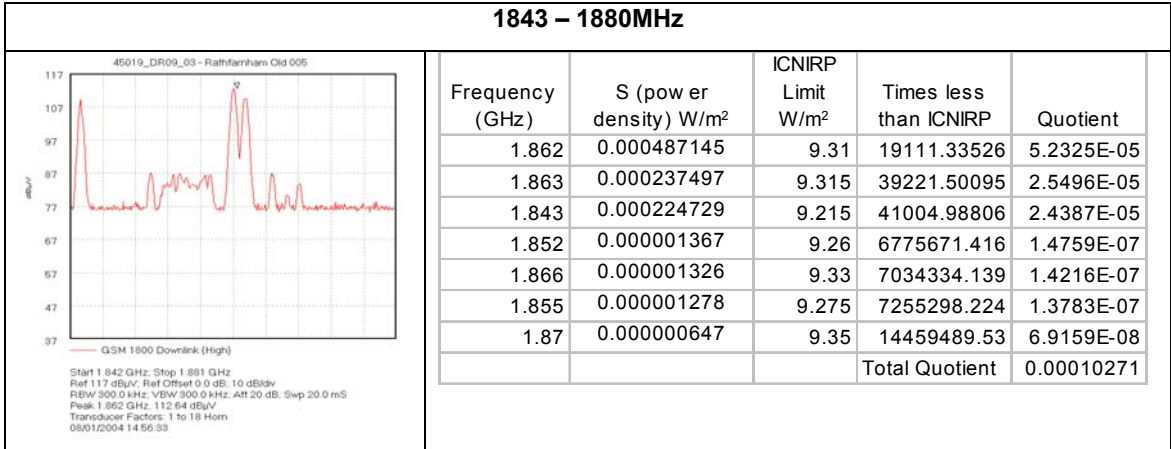 1843 – 1880MHz
45019_DR09_03 - Rathfarnham Old 005
117
107
97
87
77
67
57
47
37
dBµV
GSM 1800 Downlink (High)
Start 1.842 GHz; Stop 1.881 GHz
Ref 117 dBµV; Ref Offset 0.0 dB; 10 dB/div
RBW 300.0 kHz; VBW 300.0 kHz; Att 20 dB; Swp 20.0 mS
Peak 1.862 GHz, 112.64 dBµV
Transducer Factors: 1 to 18 Horn
08/01/2004 14:56:33
Frequency (GHz) S (pow er density) W/m² ICNIRP Limit W/m² Times less than ICNIRP Quotient
1.862 0.000487145 9.31 19111.33526 5.2325E-05
1.863 0.000237497 9.315 39221.50095 2.5496E-05
1.843 0.000224729 9.215 41004.98806 2.4387E-05
1.852 0.000001367 9.26 6775671.416 1.4759E-07
1.866 0.000001326 9.33 7034334.139 1.4216E-07
1.855 0.000001278 9.275 7255298.224 1.3783E-07
1.87 0.000000647 9.35 14459489.53 6.9159E-08
Total Quotient 0.00010271